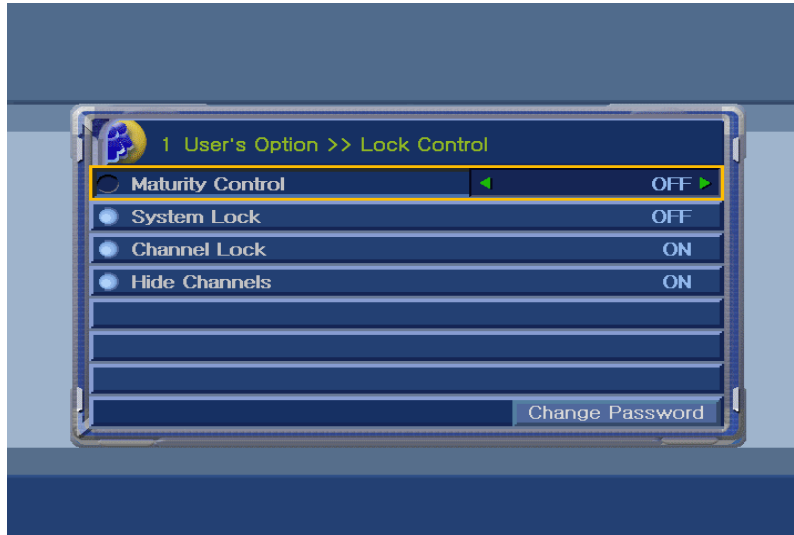 1 User's Option >> Lock Control
Maturity Control OFF
System Lock OFF
Channel Lock ON
Hide Channels ON
Change Password